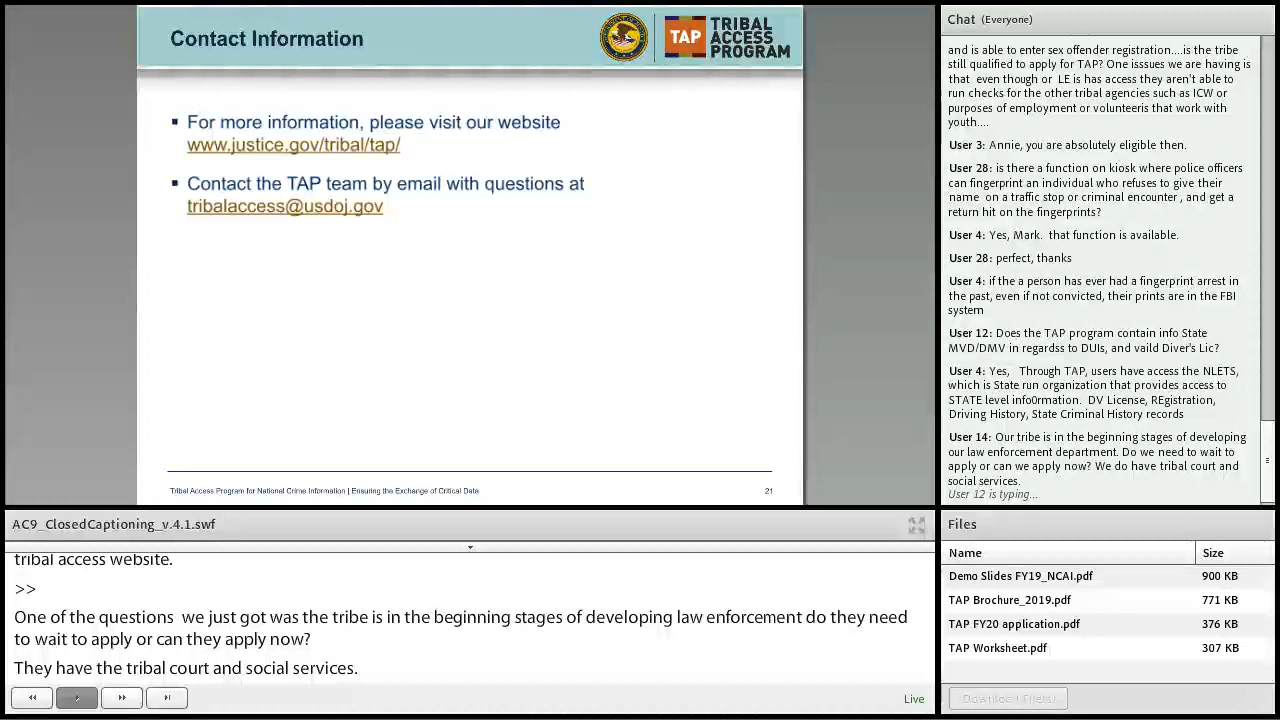 Contact Information
TAP
TRIBAL
ACCESS
PROGRAM
▪ For more information, please visit our website
www.justice.gov/tribal/tap/
▪ Contact the TAP team by email with questions at
tribalaccess@usdoj.gov
Tribal Access Program for National Crime Information | Ensuring the Exchange of Critical Data
21
Chat (Everyone)
and is able to enter sex offender registration....is the tribe
still qualified to apply for TAP? One isssues we are having is
that even though or LE is has access they aren't able to
run checks for the other tribal agencies such as ICW or
purposes of employment or volunteeris that work with
youth....
User 3: Annie, you are absolutely eligible then.
User 28: is there a function on kiosk where police officers
can fingerprint an individual who refuses to give their
name on a traffic stop or criminal encounter , and get a
return hit on the fingerprints?
User 4: Yes, Mark. that function is available.
User 28: perfect, thanks
User 4: if the a person has ever had a fingerprint arrest in
the past, even if not convicted, their prints are in the FBI
system
User 12: Does the TAP program contain info State
MVD/DMV in regardss to DUIs, and vaild Diver's Lic?
User 4: Yes, Through TAP, users have access the NLETS,
which is State run organization that provides access to
STATE level info0rmation. DV License, REgistration,
Driving History, State Criminal History records
User 14: Our tribe is in the beginning stages of developing
our law enforcement department. Do we need to wait to
apply or can we apply now? We do have tribal court and
social services.
User 12 is typing...
AC9_ClosedCaptioning_v.4.1.swf
tribal access website.
>>
One of the questions we just got was the tribe is in the beginning stages of developing law enforcement do they need
to wait to apply or can they apply now?
They have the tribal court and social services.
Live
Files
Name Size
Demo Slides FY19_NCAI.pdf 900 KB
TAP Brochure_2019.pdf 771 KB
TAP FY20 application.pdf 376 KB
TAP Worksheet.pdf 307 KB
Download File(s)